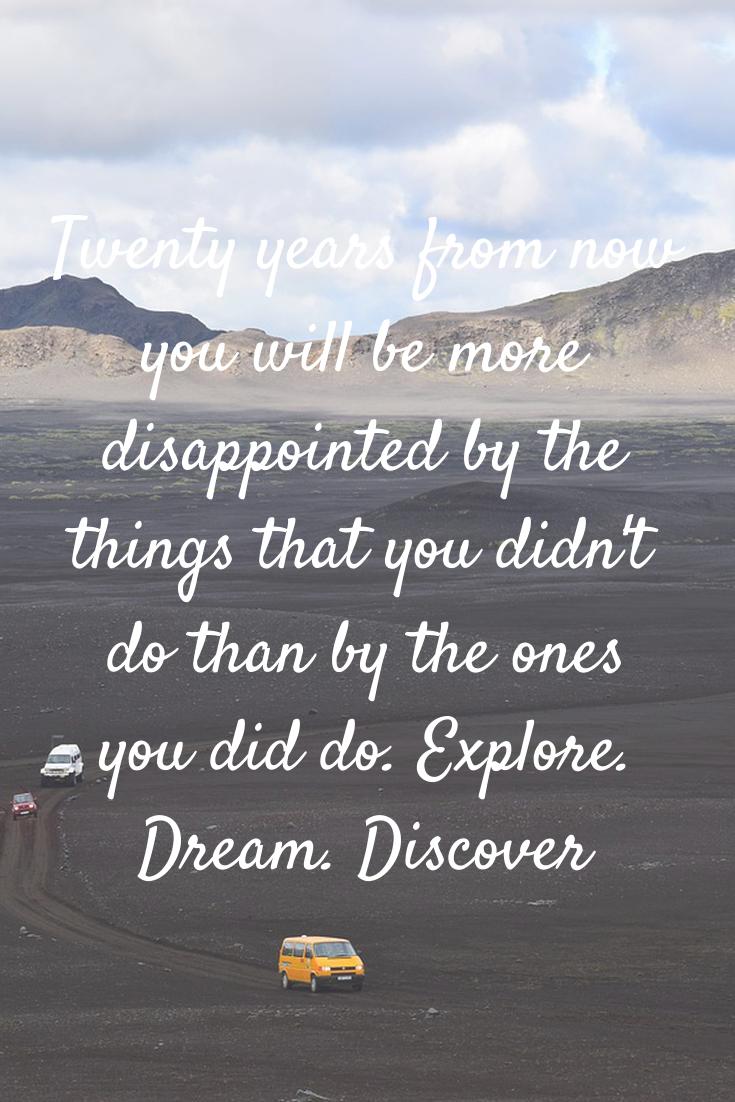 Twenty years from now
you will be more
disappointed by the
things that you didn't
do than by the ones
you did do. Explore.
Dream. Discover